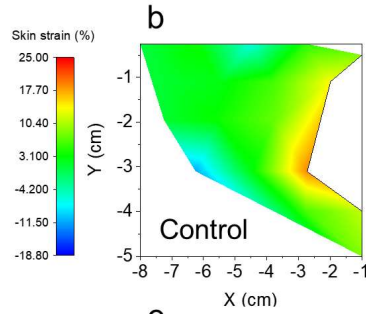 b
Skin strain (%)
25.00
17.70
10.40
3.100
-4.200
-11.50
-18.80
Y (cm)
-1
-2
-3
-4
-5
Control
-8 -7 -6 -5 -4 -3 -2 -1
X (cm)